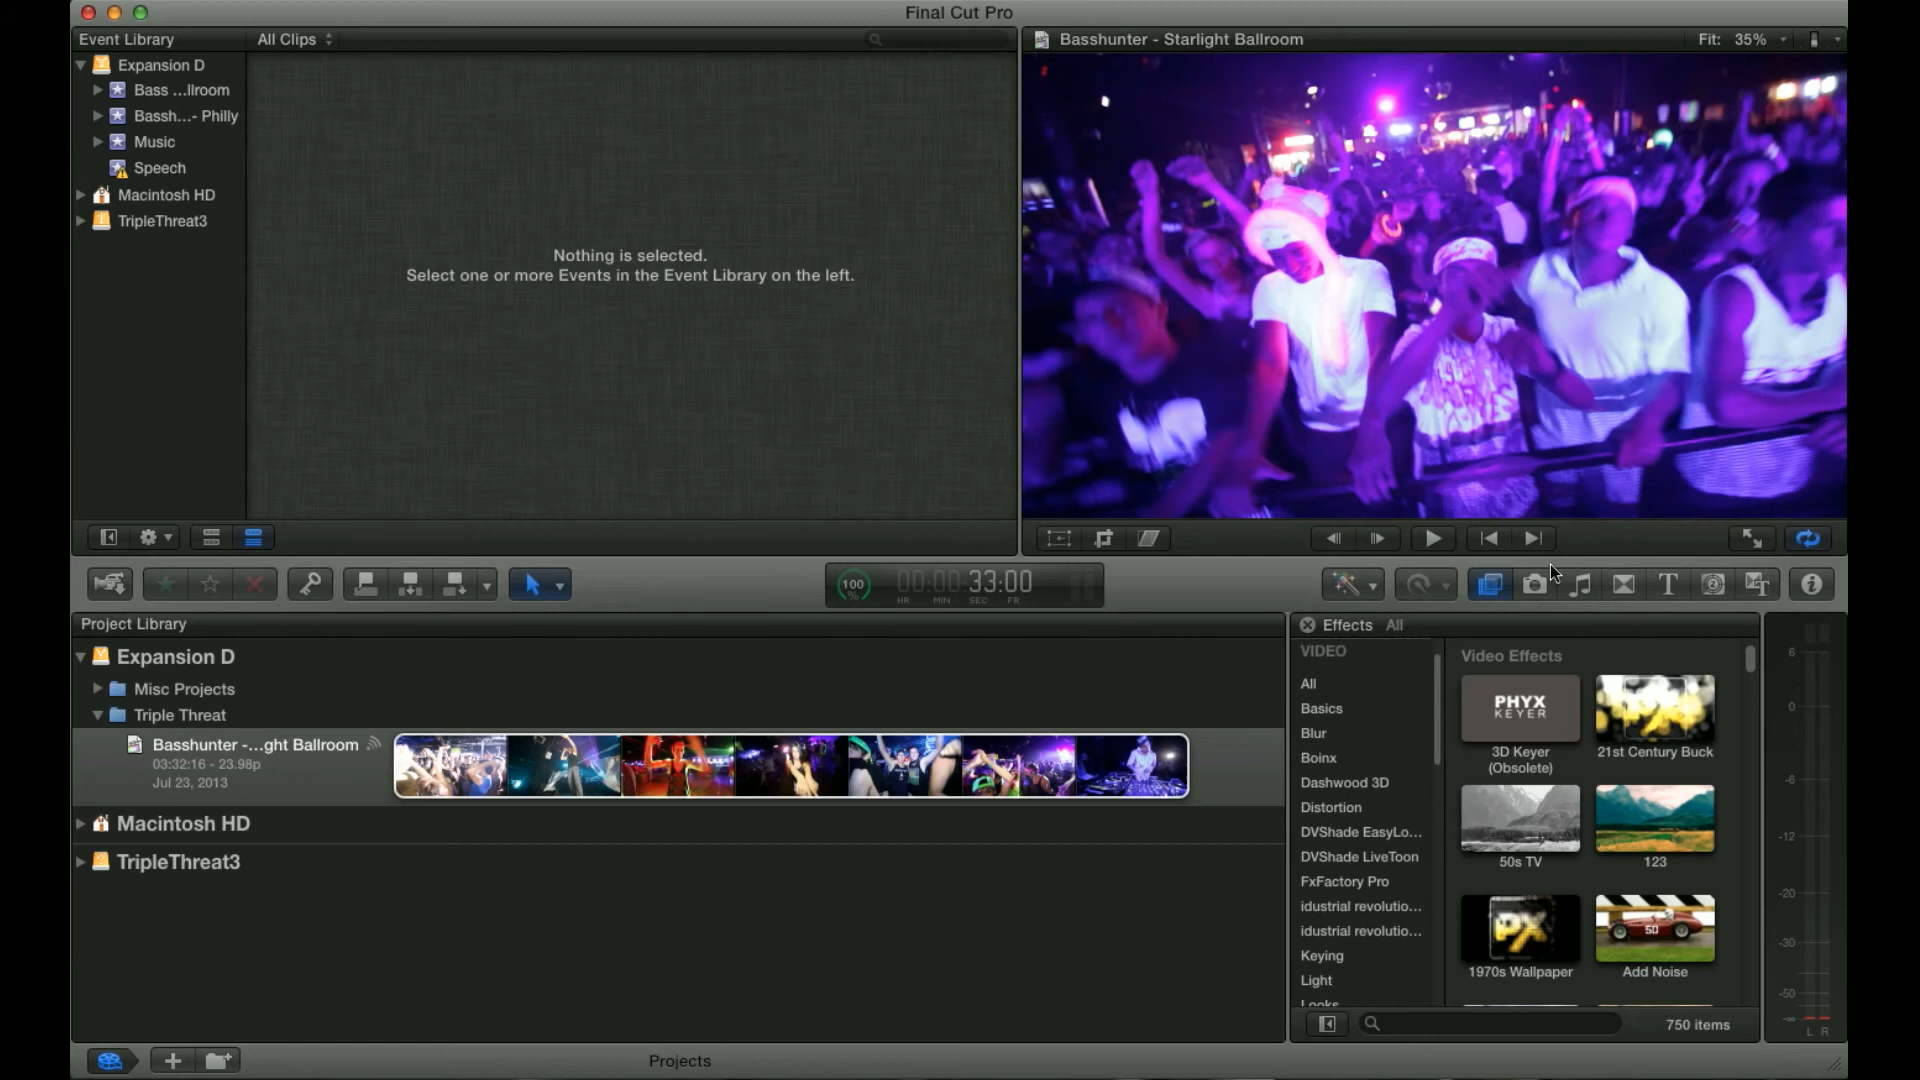 Final Cut Pro
Event Library
All Clips
Expansion D
Bass ...llroom
Bassh...- Philly
Music
Speech
Macintosh HD
TripleThreat3
Nothing is selected.
Select one or more Events in the Event Library on the left.
Basshunter - Starlight Ballroom
Fit: 35%
100
%
00:00:33:00
HR MIN SEC FR
Project Library
Expansion D
Misc Projects
Triple Threat
Basshunter -...ght Ballroom
03:32:16 - 23.98p
Jul 23, 2013
Macintosh HD
TripleThreat3
Projects
Effects All
VIDEO
All
Basics
Blur
Boinx
Dashwood 3D
Distortion
DVShade EasyLo...
DVShade LiveToon
FxFactory Pro
idustrial revolutio...
idustrial revolutio...
Keying
Light
Looks
Video Effects
PHYX
KEYER
3D Keyer
(Obsolete)
21st Century Buck
50s TV
123
PX
1970s Wallpaper
50
Add Noise
750 items
6
0
-6
-12
-20
-30
-50
-∞
L R